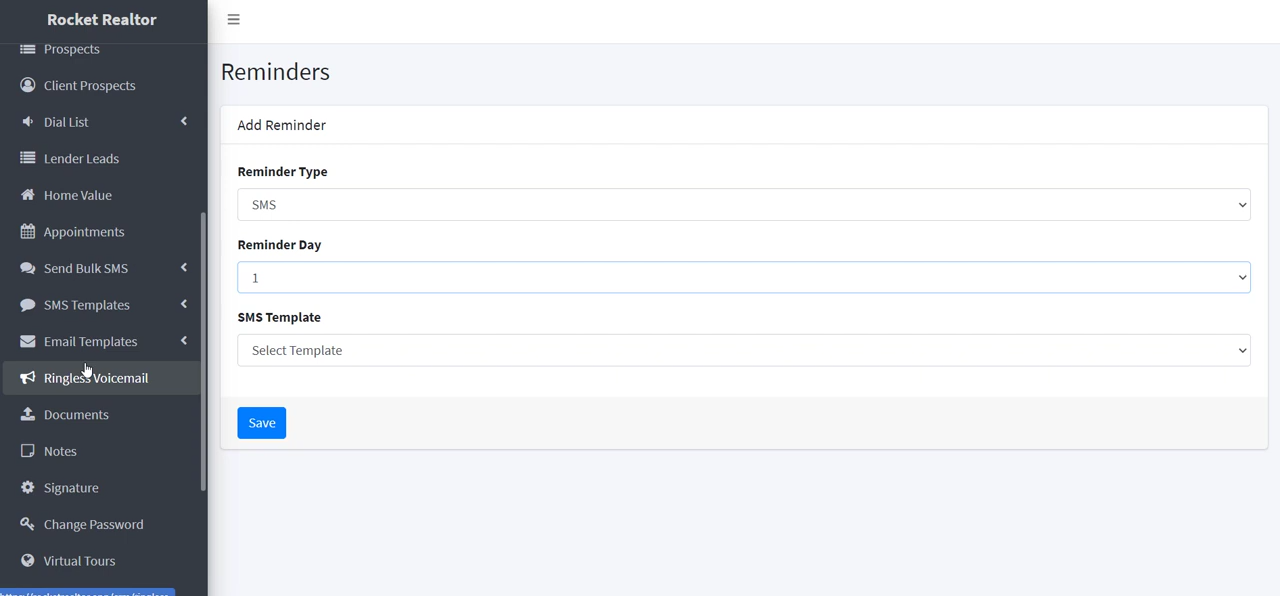 Rocket Realtor
Prospects
Client Prospects
Dial List
Lender Leads
Home Value
Appointments
Send Bulk SMS
SMS Templates
Email Templates
Ringless Voicemail
Documents
Notes
Signature
Change Password
Virtual Tours
Reminders
Add Reminder
Reminder Type
SMS
Reminder Day
1
SMS Template
Select Template
Save